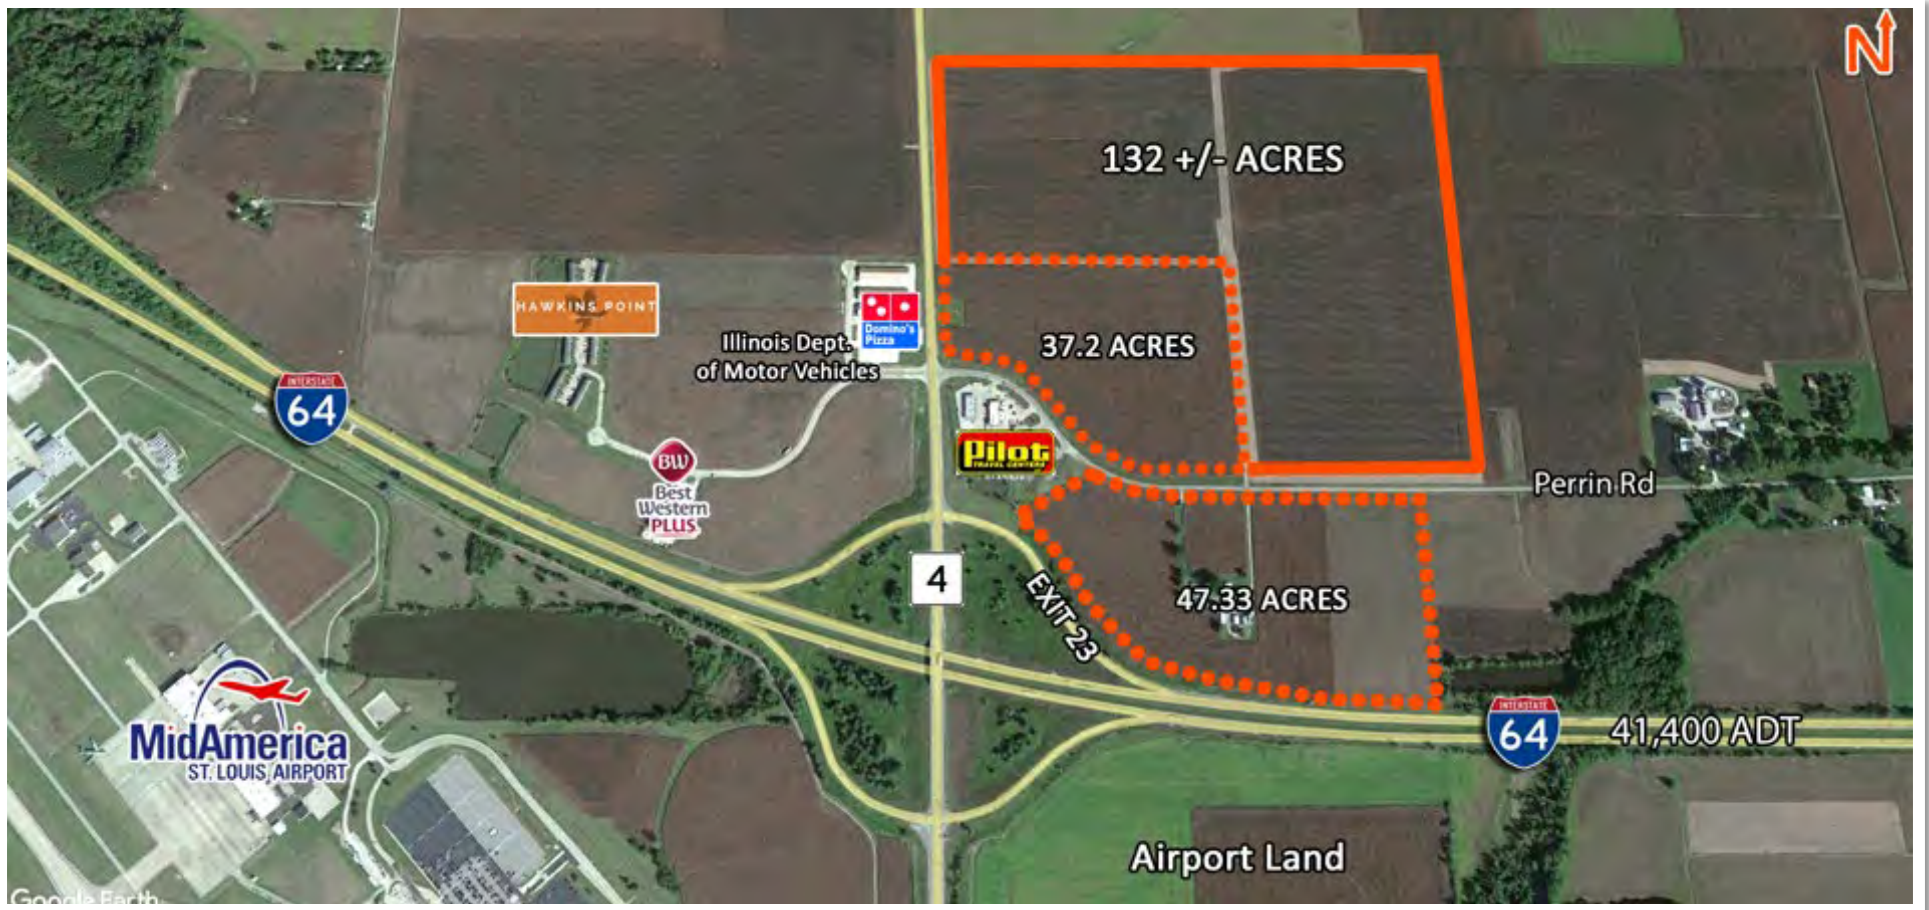 N
132 +/- ACRES
HAWKINS POINT
Domino's
Pizza
Illinois Dept.
of Motor Vehicles
37.2 ACRES
INTERSTATE
64
Pilot
TRAVEL CENTERS
BW
Best
Western
PLUS
Perrin Rd
4
EXIT 23
47.33 ACRES
MidAmerica
ST. LOUIS AIRPORT
INTERSTATE
64
41,400 ADT
Airport Land
Google Earth